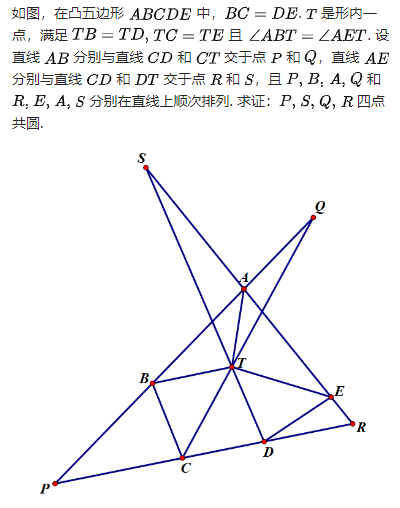 如图，在凸五边形 ABCDE 中，BC = DE. T 是形内一
点，满足 TB = TD, TC = TE 且 ∠ABT = ∠AET. 设
直线 AB 分别与直线 CD 和 CT 交于点 P 和 Q，直线 AE
分别与直线 CD 和 DT 交于点 R 和 S，且 P, B, A, Q 和
R, E, A, S 分别在直线上顺次排列. 求证：P, S, Q, R 四点
共圆.
S
Q
A
B
T
E
R
D
C
P